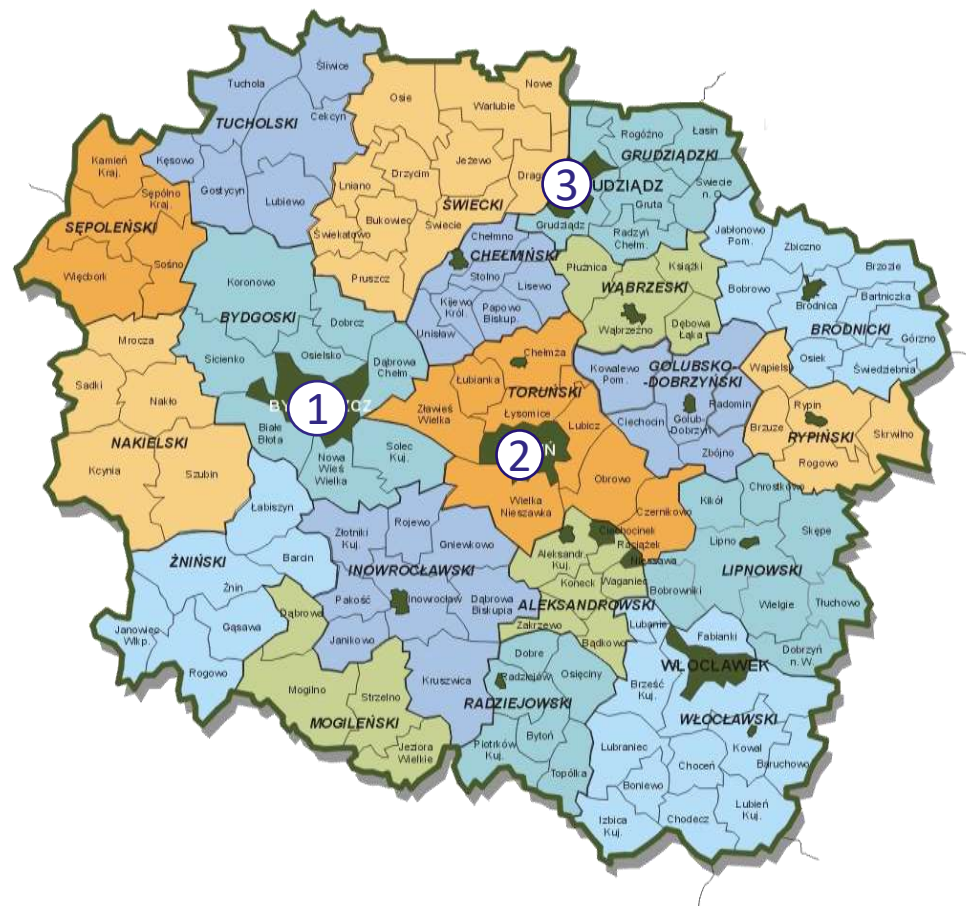 Śliwice
Tuchola
Cekcyn
TUCHOLSKI
Kęsowo
Gostycyn
Lubiewo
Nowe
Osie
Warlubie
Jeżewo
Drzycim
Lniano
Drag
Bukowiec
ŚWIECKI
Świecie
Świekatowo
Pruszcz
Rogóźno
Łasin
GRUDZIĄDZKI
3
UDZIĄDZ
Świecie
n. O.
Gruta
Grudziądz
Radzyń
Chełm.
Kamień
Kraj.
Sępólno
Kraj.
SĘPOLEŃSKI
Sośno
Więcbork
Chełmno
CHEŁMIŃSKI
Stolno
Lisewo
Kijewo
Król.
Papowo
Biskup.
Unisław
Płużnica
Książki
WĄBRZESKI
Wąbrzeźno
Dębowa
Łąka
Jabłonowo
Pom.
Zbiczno
Brzozie
Bobrowo
Bartniczka
Brodnica
BRODNICKI
Górzno
Osiek
Świedziebnia
Koronowo
BYDGOSKI
Dobrcz
Sicienko
Osielsko
Dąbrowa
Chełm.
BY
1
CZ
Białe
Błota
Nowa
Wieś
Wielka
Solec
Kuj.
Mrocza
Sadki
Nakło
NAKIELSKI
Kcynia
Szubin
Chełmża
Łubianka
TORUŃSKI
Zławieś
Wielka
Łysomice
Lubicz
2
Ń
Obrowo
Wielka
Nieszawka
Czernikowo
Kowalewo
Pom.
GOLUBSKO-
-DOBRZYŃSKI
Radomin
Ciechocin
Golub-
Dobrzyń
Zbójno
Wąpielsk
Rypin
Brzuze
RYPIŃSKI
Skrwilno
Rogowo
Łabiszyn
Barcin
ŻNIŃSKI
Żnin
Gąsawa
Janowiec
Wlkp.
Rogowo
Rojewo
Złotniki
Kuj.
Gniewkowo
INOWROCŁAWSKI
Pakość
Inowrocław
Dąbrowa
Biskupia
Janikowo
Kruszwica
Ciechocinek
Aleksandr.
Kuj.
Raciążek
Nieszawa
Koneck
Waganiec
ALEKSANDROWSKI
Zakrzewo
Bądkowo
Chrostkowo
Kikół
Skępe
Lipno
LIPNOWSKI
Bobrowniki
Wielgie
Tłuchowo
Dobrzyń
n. W.
Dąbrowa
Mogilno
Strzelno
MOGILEŃSKI
Jeziora
Wielkie
Dobre
Radziejów
Osięciny
RADZIEJOWSKI
Bytoń
Piotrków
Kuj.
Topólka
Lubanie
Fabianki
WŁOCŁAWEK
Brześć
Kuj.
WŁOCŁAWSKI
Lubraniec
Kowal
Choceń
Baruchowo
Boniewo
Lubień
Kuj.
Izbica
Kuj.
Chodecz